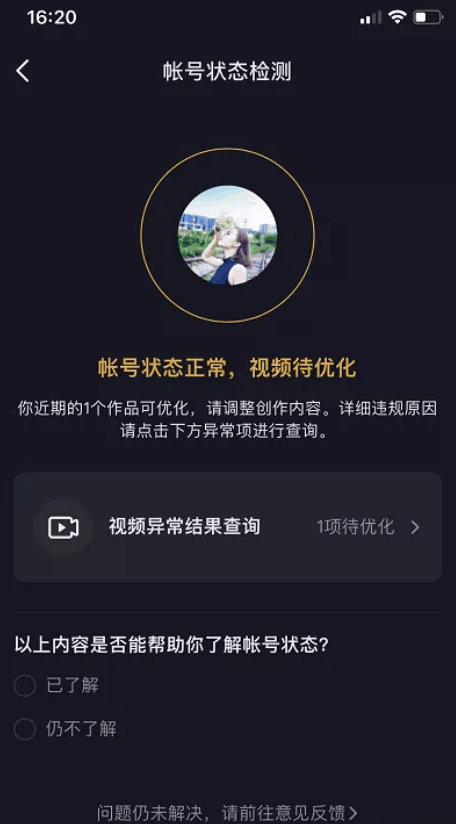 16:20
帐号状态检测
帐号状态正常，视频待优化
你近期的1个作品可优化，请调整创作内容。详细违规原因
请点击下方异常项进行查询。
视频异常结果查询 1项待优化
以上内容是否能帮助你了解帐号状态?
已了解
仍不了解
问题仍未解决，请前往意见反馈